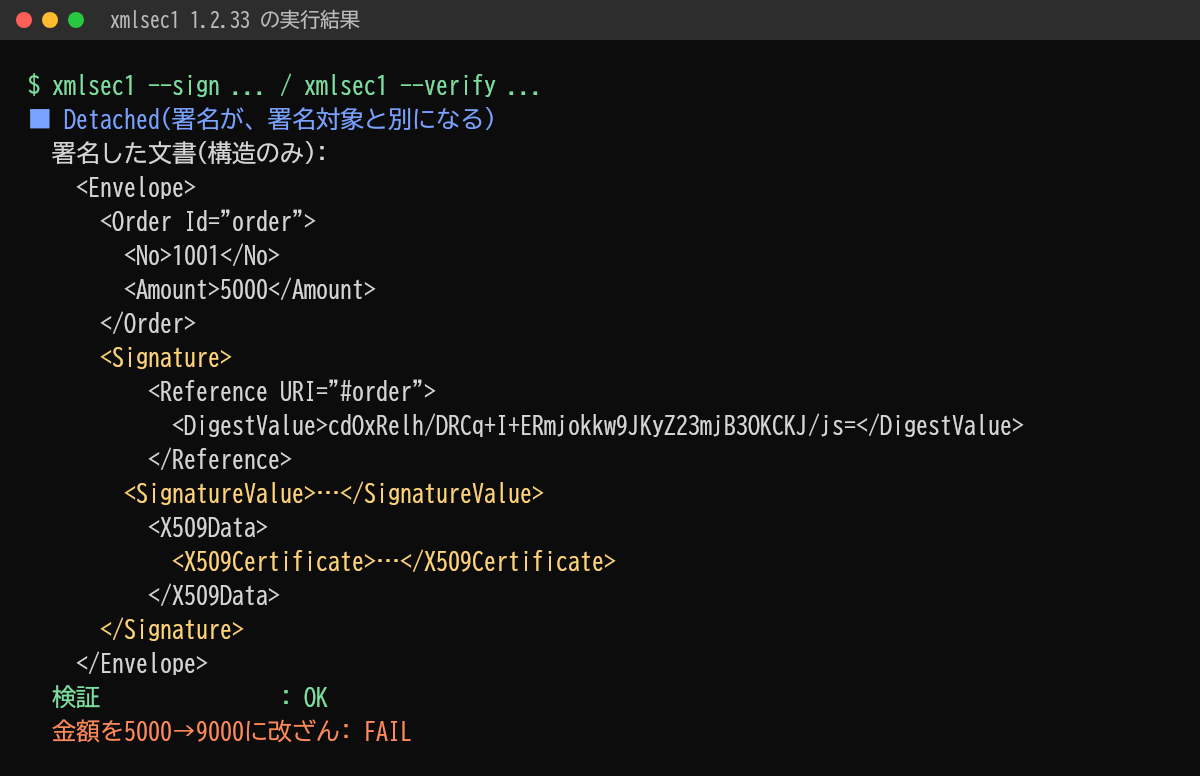 xmlsec1 1.2.33 の実行結果
$ xmlsec1 --sign ... / xmlsec1 --verify ...
■ Detached(署名が、署名対象と別になる)
署名した文書(構造のみ):
<Envelope>
<Order Id="order">
<No>1001</No>
<Amount>5000</Amount>
</Order>
<Signature>
<Reference URI="#order">
<DigestValue>cdOxRelh/DRCq+I+ERmjokkw9JKyZ23mjB3OKCKJ/js=</DigestValue>
</Reference>
<SignatureValue>…</SignatureValue>
<X509Data>
<X509Certificate>…</X509Certificate>
</X509Data>
</Signature>
</Envelope>
検証 : OK
金額を5000→9000に改ざん: FAIL